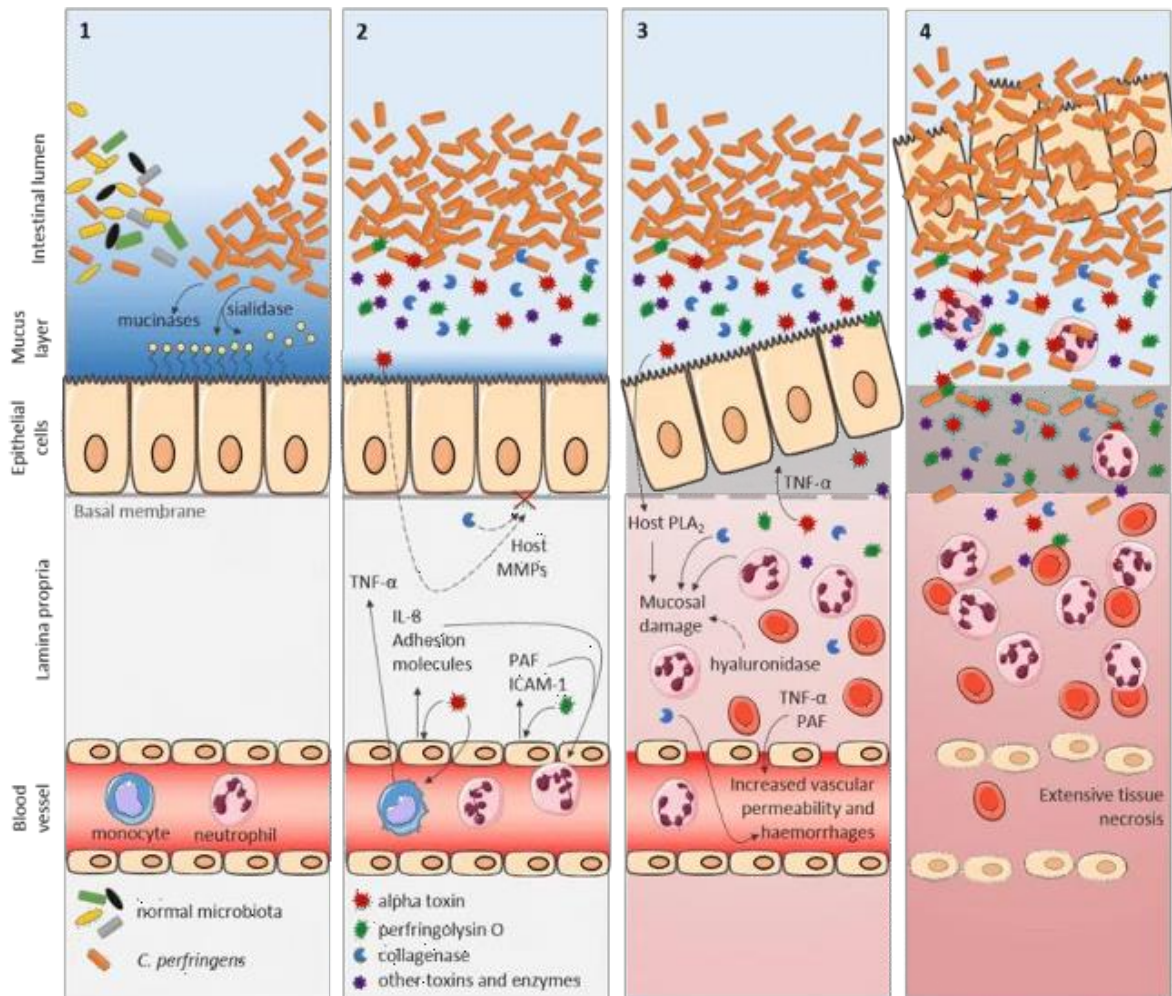 1
2
3
4
Intestinal lumen
Mucus
layer
Epithelial
cells
Lamina propria
Blood
vessel
mucinases
sialidase
Basal membrane
monocyte
neutrophil
normal microbiota
C. perfringens
Host
MMPs
TNF-α
IL-8
Adhesion
molecules
PAF
ICAM-1
alpha toxin
perfringolysin O
collagenase
other toxins and enzymes
TNF-α
Host PLA₂
Mucosal
damage
hyaluronidase
TNF-α
PAF
Increased vascular
permeability and
haemorrhages
Extensive tissue
necrosis